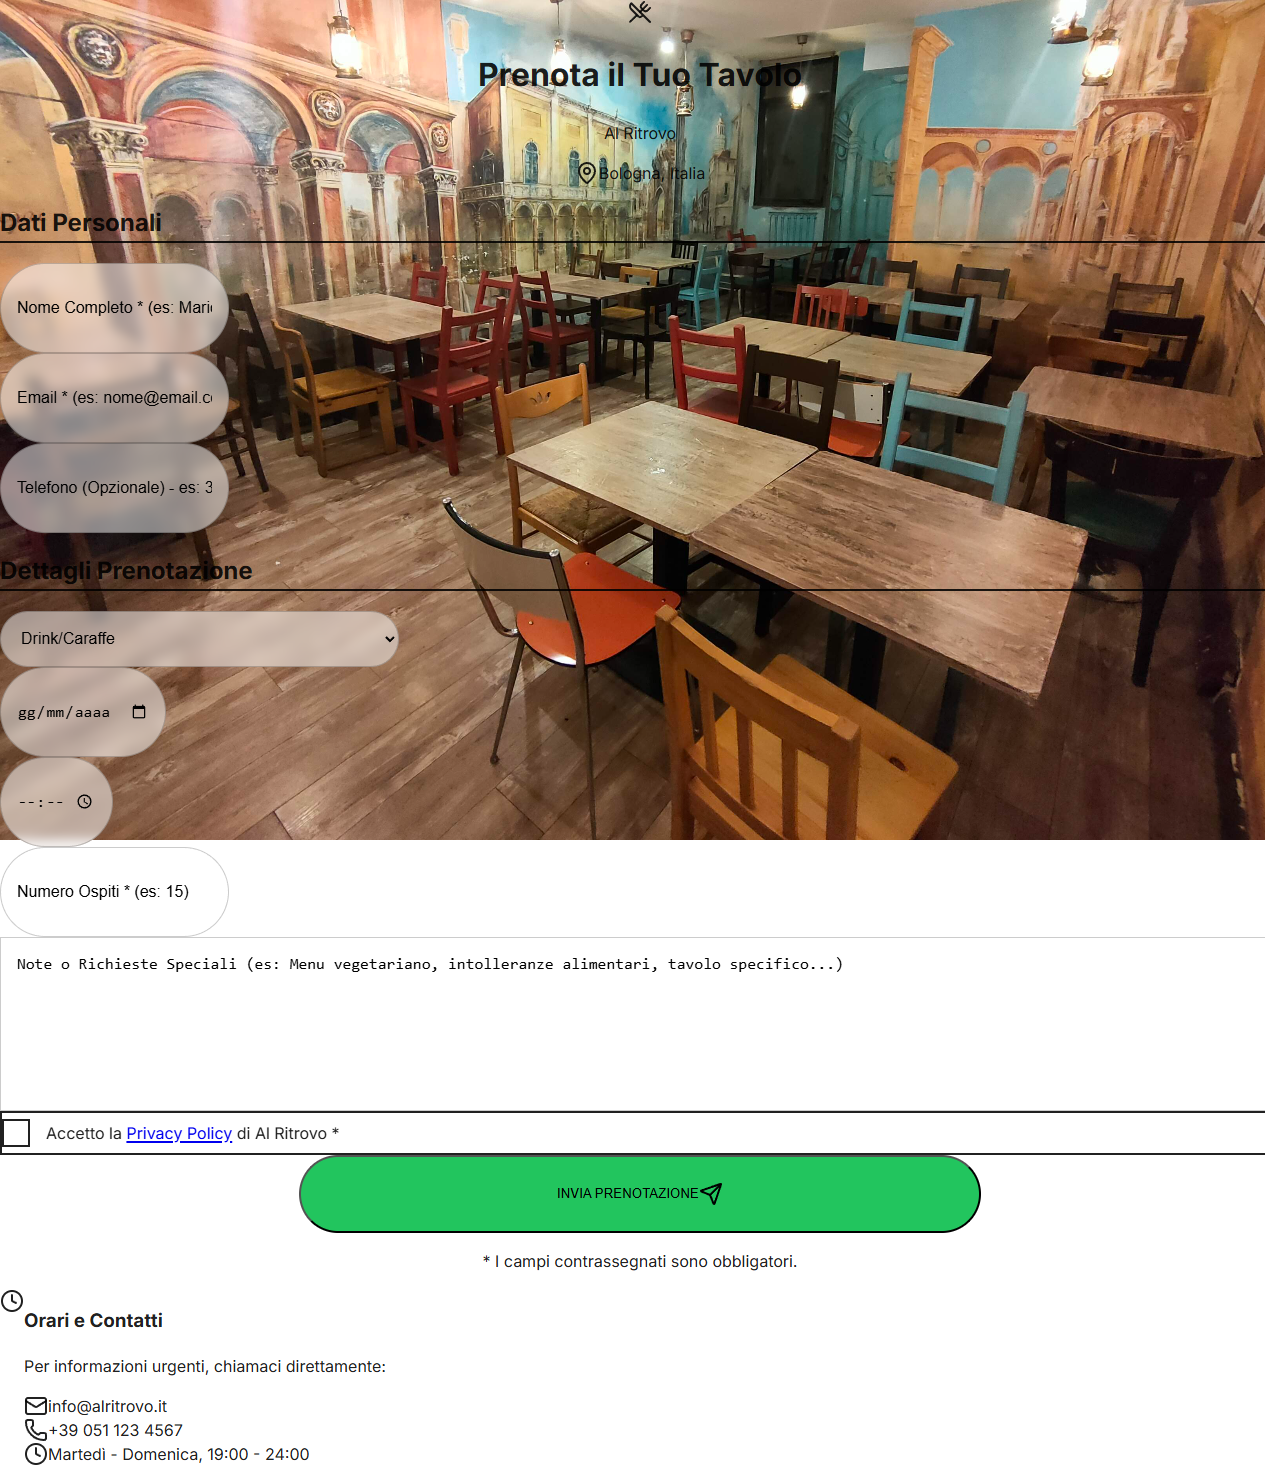 Prenota il Tuo Tavolo
Al Ritrovo
Bologna, Italia
Dati Personali
Nome Completo * (es: Mari
Email * (es: nome@email.c
Telefono (Opzionale) - es: 3
Dettagli Prenotazione
Drink/Caraffe
gg/mm/aaaa
--:--
Numero Ospiti * (es: 15)
Note o Richieste Speciali (es: Menu vegetariano, intolleranze alimentari, tavolo specifico...)
Accetto la Privacy Policy di Al Ritrovo *
INVIA PRENOTAZIONE
* I campi contrassegnati sono obbligatori.
Orari e Contatti
Per informazioni urgenti, chiamaci direttamente:
info@alritrovo.it
+39 051 123 4567
Martedì - Domenica, 19:00 - 24:00